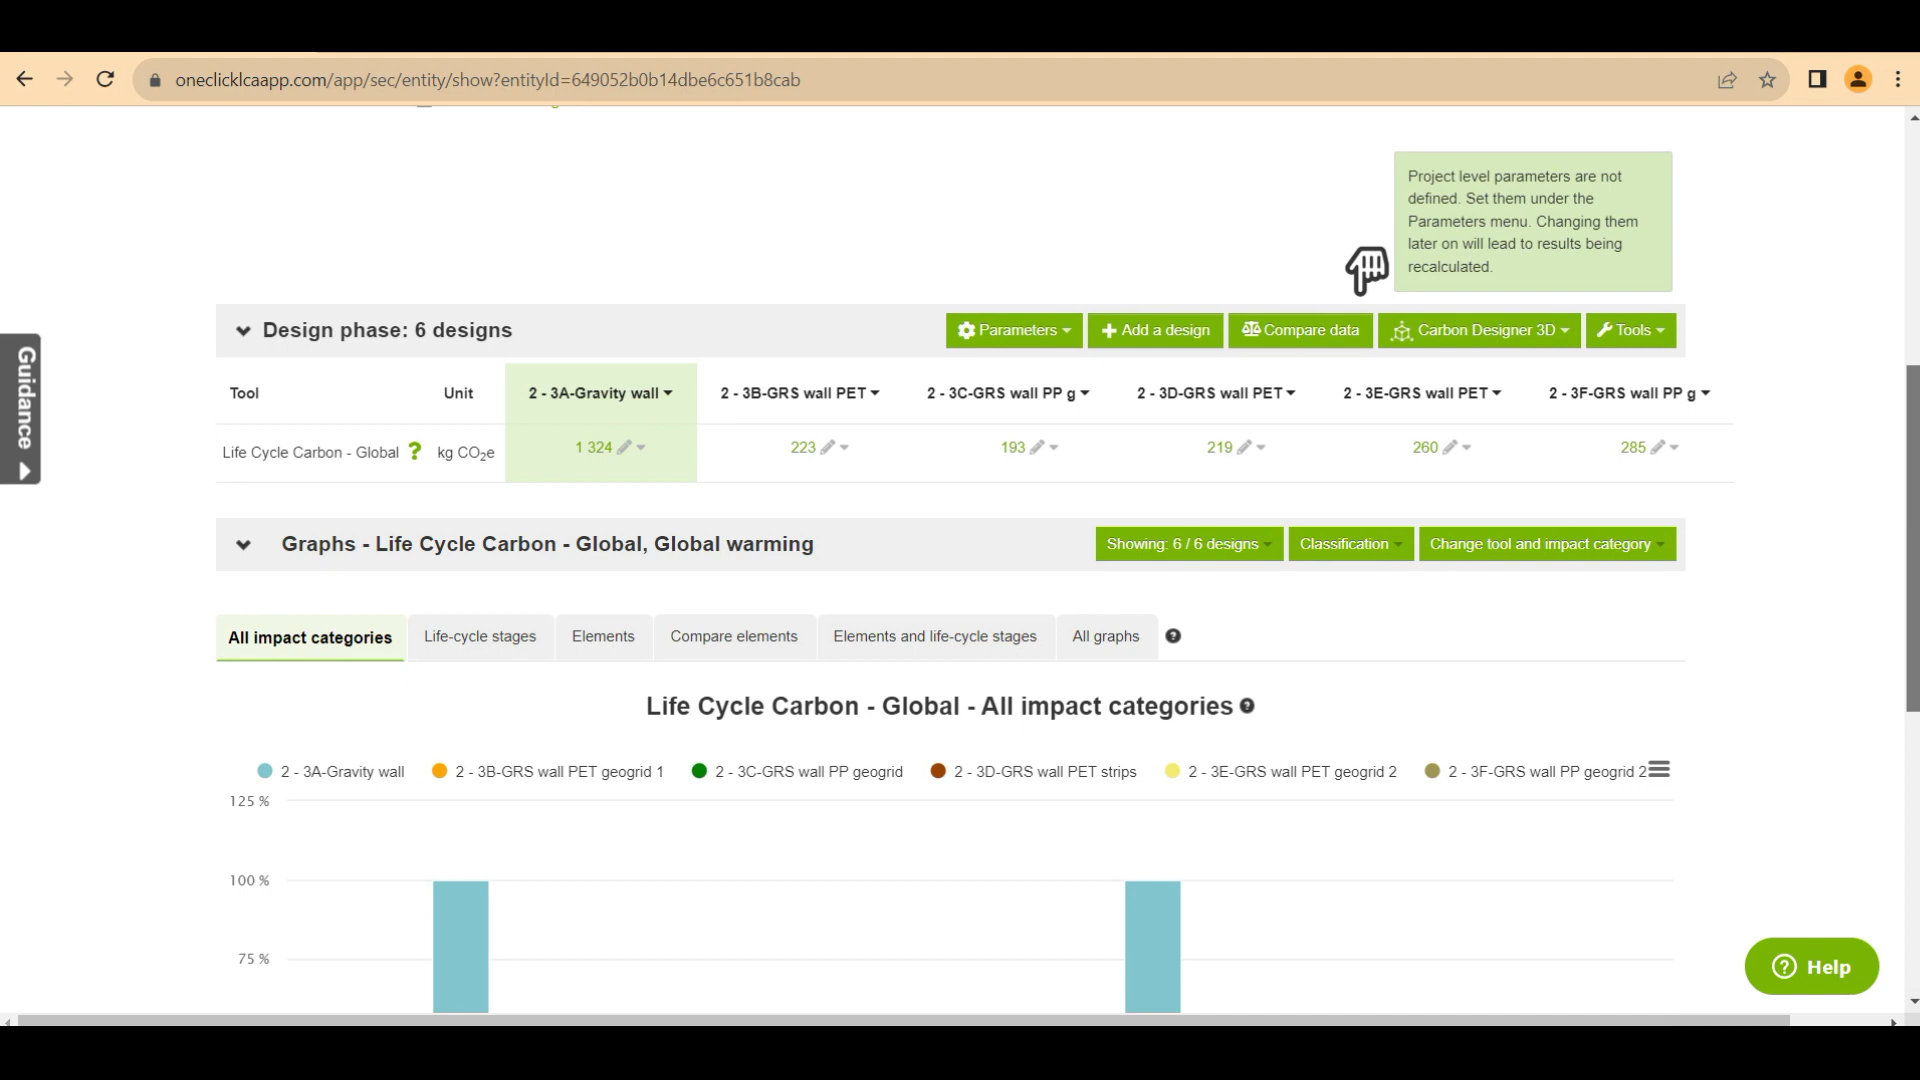 oneclicklcaapp.com/app/sec/entity/show?entityId=649052b0b14dbe6c651b8cab
Project level parameters are not
defined. Set them under the
Parameters menu. Changing them
later on will lead to results being
recalculated.
Guidance
Design phase: 6 designs
Parameters
Add a design
Compare data
Carbon Designer 3D
Tools
Tool
Unit
2 - 3A-Gravity wall
2 - 3B-GRS wall PET
2 - 3C-GRS wall PP g
2 - 3D-GRS wall PET
2 - 3E-GRS wall PET
2 - 3F-GRS wall PP g
Life Cycle Carbon - Global ?
kg CO₂e
1 324
223
193
219
260
285
Graphs - Life Cycle Carbon - Global, Global warming
Showing: 6 / 6 designs
Classification
Change tool and impact category
All impact categories
Life-cycle stages
Elements
Compare elements
Elements and life-cycle stages
All graphs
Life Cycle Carbon - Global - All impact categories
2 - 3A-Gravity wall
2 - 3B-GRS wall PET geogrid 1
2 - 3C-GRS wall PP geogrid
2 - 3D-GRS wall PET strips
2 - 3E-GRS wall PET geogrid 2
2 - 3F-GRS wall PP geogrid 2
125 %
100 %
75 %
Help